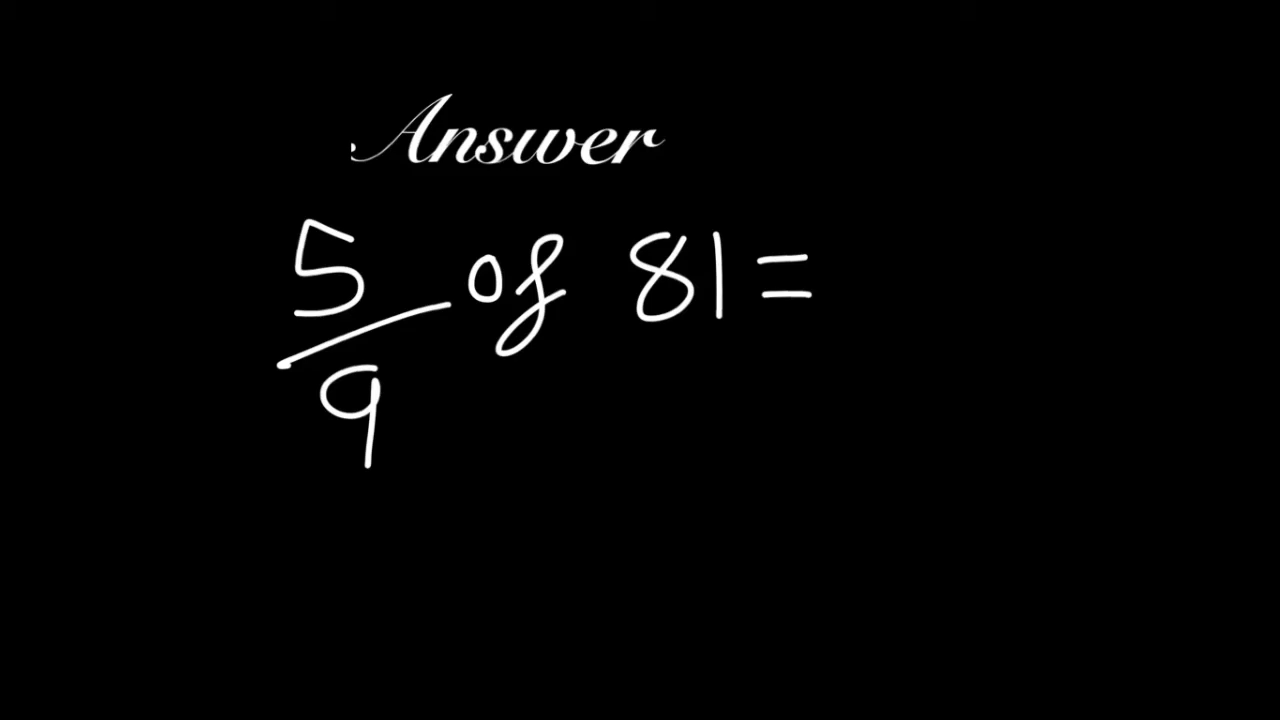 Answer
5/9 of 81 =